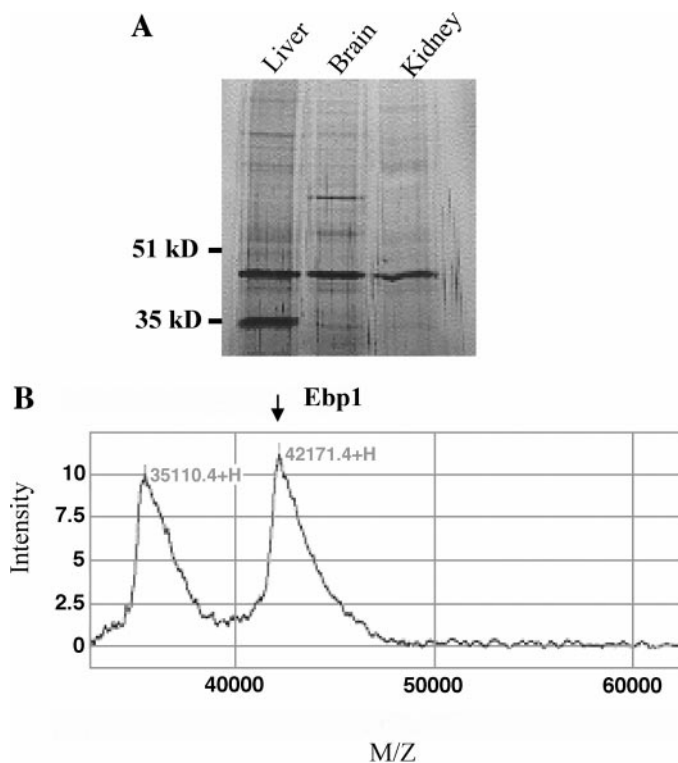 A
Liver Brain Kidney
51 kD
35 kD
B
Ebp1
35110.4+H
42171.4+H
10
7.5
5
2.5
0
Intensity
40000 50000 60000
M/Z